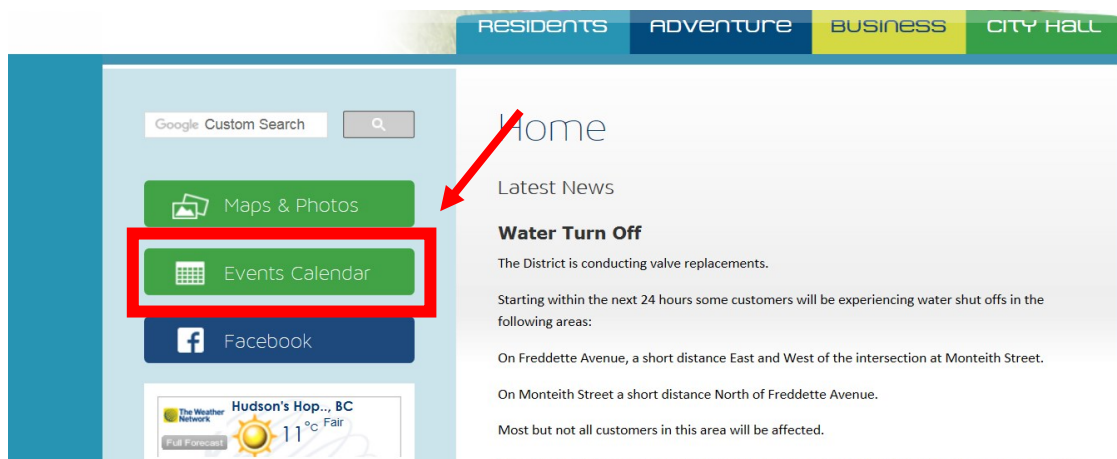 RESIDENTS ADVENTURE BUSINESS CITY HALL
Google Custom Search
Maps & Photos
Events Calendar
Facebook
The Weather
Network
Hudson's Hop.., BC
11°C Fair
Full Forecast
Home
Latest News
Water Turn Off
The District is conducting valve replacements.
Starting within the next 24 hours some customers will be experiencing water shut offs in the
following areas:
On Freddette Avenue, a short distance East and West of the intersection at Monteith Street.
On Monteith Street a short distance North of Freddette Avenue.
Most but not all customers in this area will be affected.